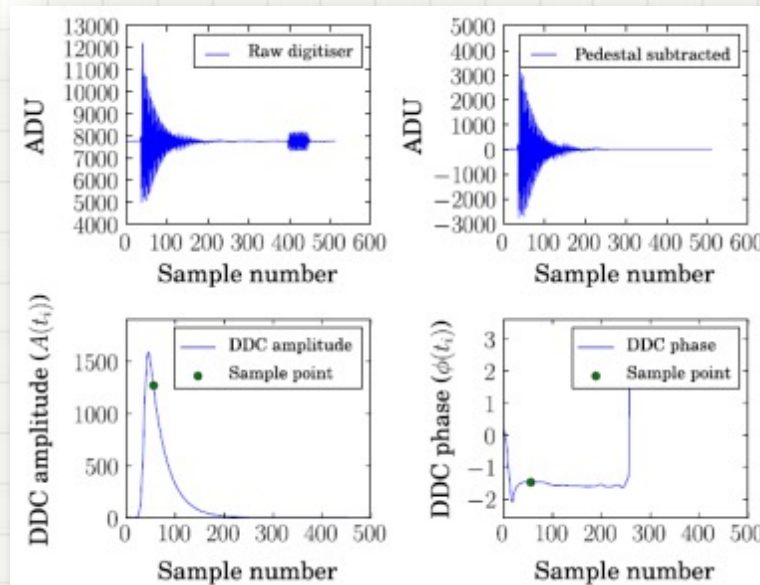 13000
12000
11000
10000
9000
8000
7000
6000
5000
4000
ADU
Raw digitiser
0 100 200 300 400 500 600
Sample number
5000
4000
3000
2000
1000
0
−1000
−2000
−3000
ADU
Pedestal subtracted
0 100 200 300 400 500 600
Sample number
1500
1000
500
0
DDC amplitude (A(tᵢ))
DDC amplitude
Sample point
0 100 200 300 400 500
Sample number
3
2
1
0
−1
−2
DDC phase (ϕ(tᵢ))
DDC phase
Sample point
0 100 200 300 400 500
Sample number